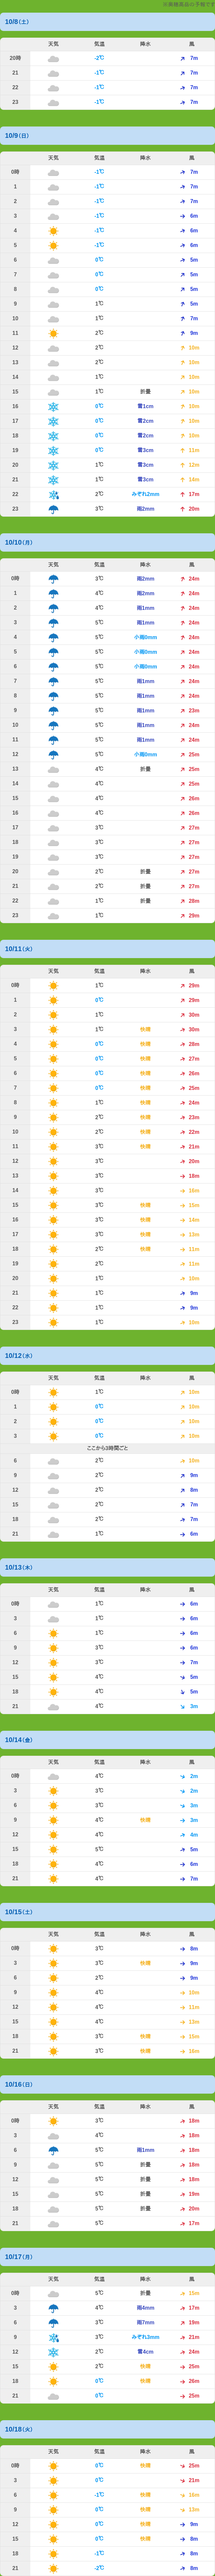 ※稜線風系の予報です
10/8(土)
天気 気温 降水 風
20時 -2℃ 7m
21 -1℃ 7m
22 -1℃ 7m
23 -1℃ 7m
10/9(日)
天気 気温 降水 風
0時 -1℃ 7m
1 -1℃ 7m
2 -1℃ 7m
3 -1℃ 6m
4 -1℃ 6m
5 -1℃ 6m
6 0℃ 5m
7 0℃ 5m
8 0℃ 5m
9 1℃ 5m
10 1℃ 7m
11 2℃ 9m
12 2℃ 10m
13 2℃ 10m
14 1℃ 10m
15 1℃ 折曇 10m
16 0℃ 雪1cm 10m
17 0℃ 雪2cm 10m
18 0℃ 雪2cm 10m
19 0℃ 雪3cm 11m
20 1℃ 雪3cm 12m
21 1℃ 雪3cm 14m
22 2℃ みぞれ2mm 17m
23 3℃ 雨2mm 20m
10/10(月)
天気 気温 降水 風
0時 3℃ 雨2mm 24m
1 4℃ 雨2mm 24m
2 4℃ 雨1mm 24m
3 5℃ 雨1mm 24m
4 5℃ 小雨0mm 24m
5 5℃ 小雨0mm 24m
6 5℃ 小雨0mm 24m
7 5℃ 雨1mm 24m
8 5℃ 雨1mm 24m
9 5℃ 雨1mm 23m
10 5℃ 雨1mm 24m
11 5℃ 雨1mm 24m
12 5℃ 小雨0mm 25m
13 4℃ 折曇 25m
14 4℃ 25m
15 4℃ 26m
16 4℃ 26m
17 3℃ 27m
18 3℃ 27m
19 3℃ 27m
20 2℃ 折曇 27m
21 2℃ 折曇 27m
22 1℃ 折曇 28m
23 1℃ 29m
10/11(火)
天気 気温 降水 風
0時 1℃ 29m
1 0℃ 29m
2 1℃ 30m
3 1℃ 快晴 30m
4 0℃ 快晴 28m
5 0℃ 快晴 27m
6 0℃ 快晴 26m
7 0℃ 快晴 25m
8 1℃ 快晴 24m
9 2℃ 快晴 23m
10 2℃ 快晴 22m
11 3℃ 快晴 21m
12 3℃ 20m
13 3℃ 18m
14 3℃ 16m
15 3℃ 快晴 15m
16 3℃ 快晴 14m
17 3℃ 快晴 13m
18 2℃ 快晴 11m
19 2℃ 11m
20 1℃ 10m
21 1℃ 9m
22 1℃ 9m
23 1℃ 10m
10/12(水)
天気 気温 降水 風
0時 1℃ 10m
1 0℃ 10m
2 0℃ 10m
3 0℃ 10m
ここから3時間ごと
6 2℃ 10m
9 2℃ 9m
12 2℃ 8m
15 2℃ 7m
18 2℃ 7m
21 1℃ 6m
10/13(木)
天気 気温 降水 風
0時 1℃ 6m
3 1℃ 6m
6 1℃ 6m
9 3℃ 6m
12 3℃ 7m
15 4℃ 5m
18 4℃ 5m
21 4℃ 3m
10/14(金)
天気 気温 降水 風
0時 4℃ 2m
3 3℃ 2m
6 3℃ 3m
9 4℃ 快晴 3m
12 4℃ 4m
15 5℃ 5m
18 4℃ 6m
21 4℃ 7m
10/15(土)
天気 気温 降水 風
0時 3℃ 8m
3 3℃ 快晴 9m
6 2℃ 9m
9 4℃ 10m
12 4℃ 11m
15 4℃ 13m
18 3℃ 快晴 15m
21 3℃ 快晴 16m
10/16(日)
天気 気温 降水 風
0時 3℃ 18m
3 4℃ 18m
6 5℃ 雨1mm 18m
9 5℃ 折曇 18m
12 5℃ 折曇 18m
15 5℃ 折曇 19m
18 5℃ 折曇 20m
21 5℃ 17m
10/17(月)
天気 気温 降水 風
0時 5℃ 折曇 15m
3 4℃ 雨4mm 17m
6 3℃ 雨7mm 19m
9 3℃ みぞれ3mm 21m
12 2℃ 雪4cm 24m
15 2℃ 快晴 25m
18 0℃ 快晴 26m
21 0℃ 25m
10/18(火)
天気 気温 降水 風
0時 0℃ 快晴 25m
3 0℃ 21m
6 -1℃ 快晴 16m
9 0℃ 快晴 13m
12 0℃ 快晴 9m
15 0℃ 快晴 8m
18 -1℃ 8m
21 -2℃ 8m